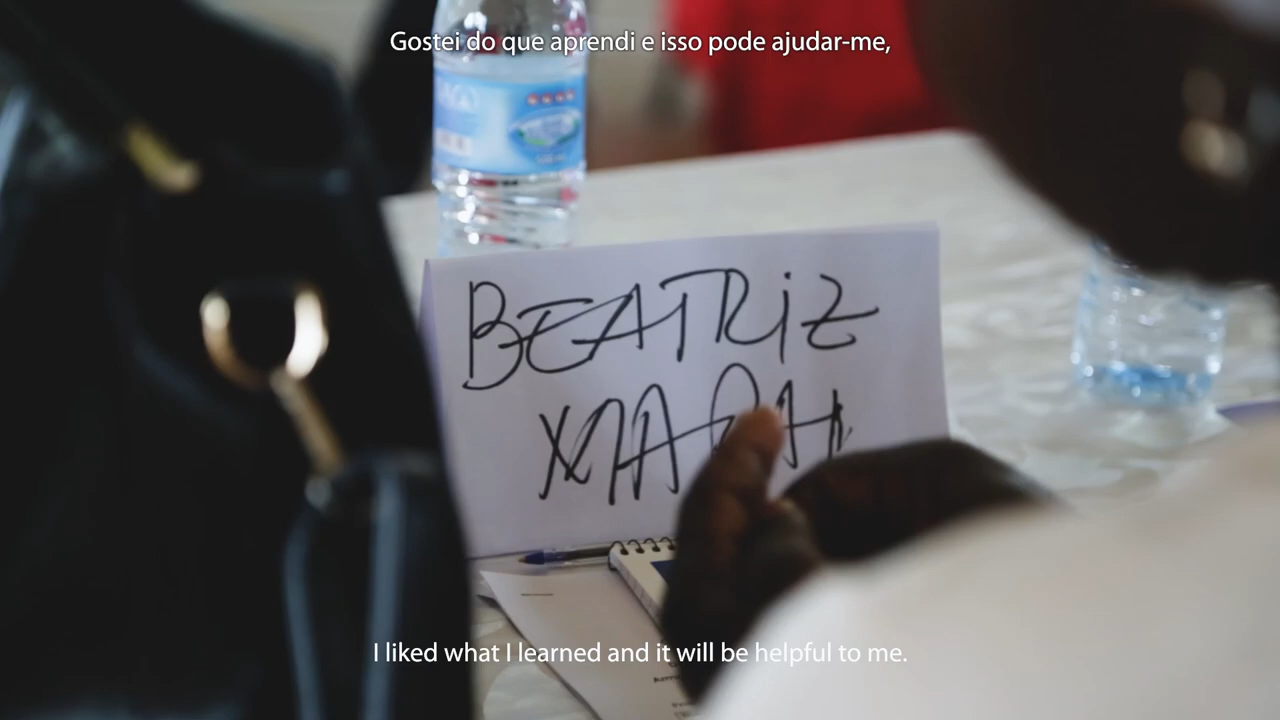 Gostei do que aprendi e isso pode ajudar-me,
BEATRIZ
I liked what I learned and it will be helpful to me.